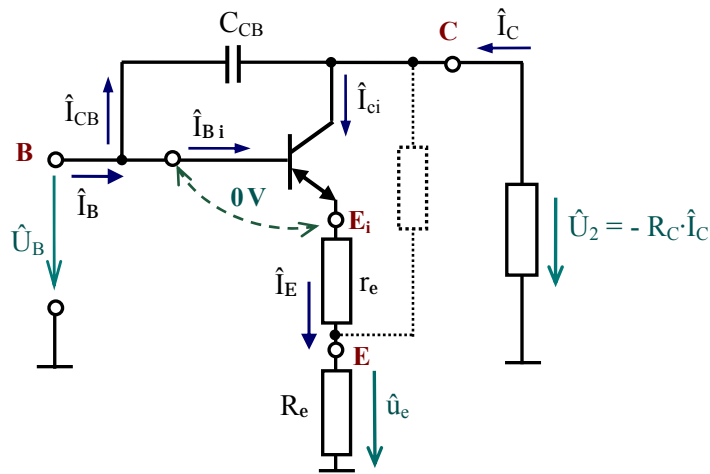 C_CB
C
Î_C
Î_CB
Î_B i
Î_ci
B
Î_B
0 V
E_i
Û_B
Û_2 = - R_C·Î_C
Î_E
r_e
E
R_e
û_e